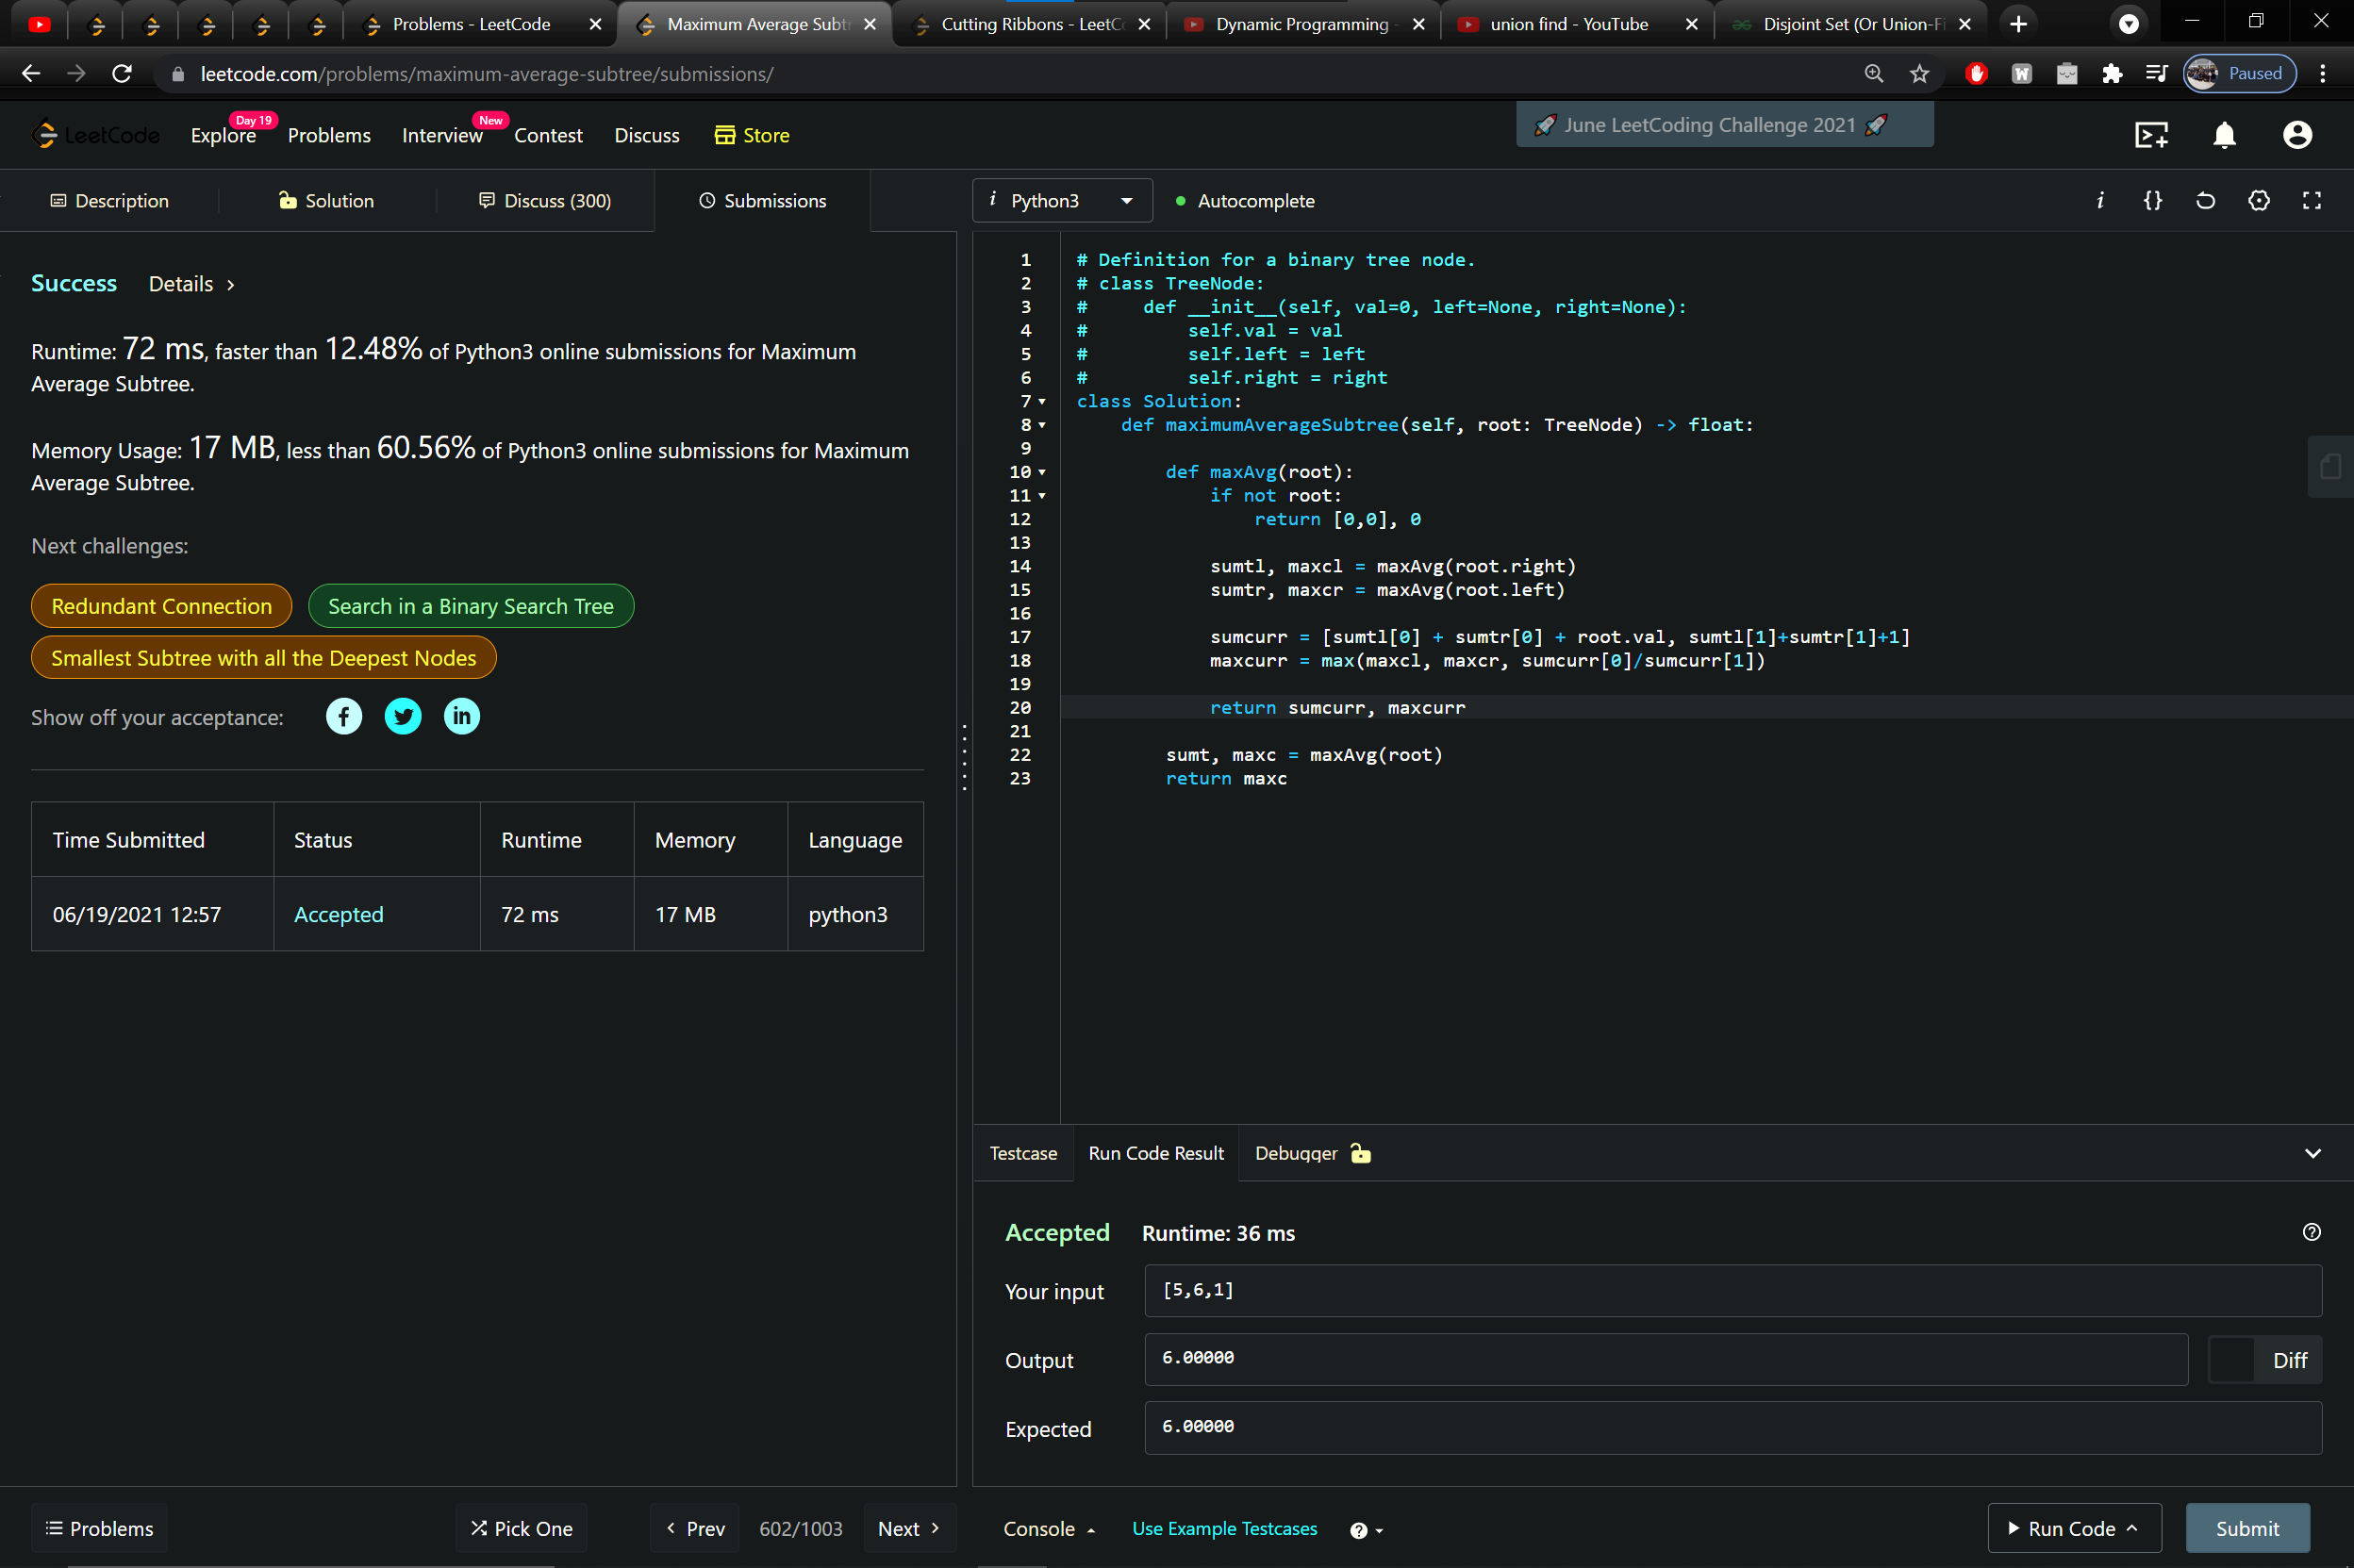 Problems - LeetCode
Maximum Average Subtr
Cutting Ribbons - LeetC
Dynamic Programming -
union find - YouTube
Disjoint Set (Or Union-Fi
leetcode.com/problems/maximum-average-subtree/submissions/
Paused
LeetCode
Explore
Day 19
Problems
Interview
New
Contest
Discuss
Store
🚀 June LeetCoding Challenge 2021 🚀
Description
Solution
Discuss (300)
Submissions
i Python3
Autocomplete
i {}
Success Details >
Runtime: 72 ms, faster than 12.48% of Python3 online submissions for Maximum
Average Subtree.
Memory Usage: 17 MB, less than 60.56% of Python3 online submissions for Maximum
Average Subtree.
Next challenges:
Redundant Connection
Search in a Binary Search Tree
Smallest Subtree with all the Deepest Nodes
Show off your acceptance:
Time Submitted Status Runtime Memory Language
06/19/2021 12:57 Accepted 72 ms 17 MB python3
1 # Definition for a binary tree node.
2 # class TreeNode:
3 #     def __init__(self, val=0, left=None, right=None):
4 #         self.val = val
5 #         self.left = left
6 #         self.right = right
7 class Solution:
8     def maximumAverageSubtree(self, root: TreeNode) -> float:
9
10         def maxAvg(root):
11             if not root:
12                 return [0,0], 0
13
14             sumtl, maxcl = maxAvg(root.right)
15             sumtr, maxcr = maxAvg(root.left)
16
17             sumcurr = [sumtl[0] + sumtr[0] + root.val, sumtl[1]+sumtr[1]+1]
18             maxcurr = max(maxcl, maxcr, sumcurr[0]/sumcurr[1])
19
20             return sumcurr, maxcurr
21
22         sumt, maxc = maxAvg(root)
23         return maxc
Testcase
Run Code Result
Debugger
Accepted Runtime: 36 ms
Your input [5,6,1]
Output 6.00000 Diff
Expected 6.00000
Problems
Pick One
Prev
602/1003
Next
Console
Use Example Testcases
Run Code
Submit